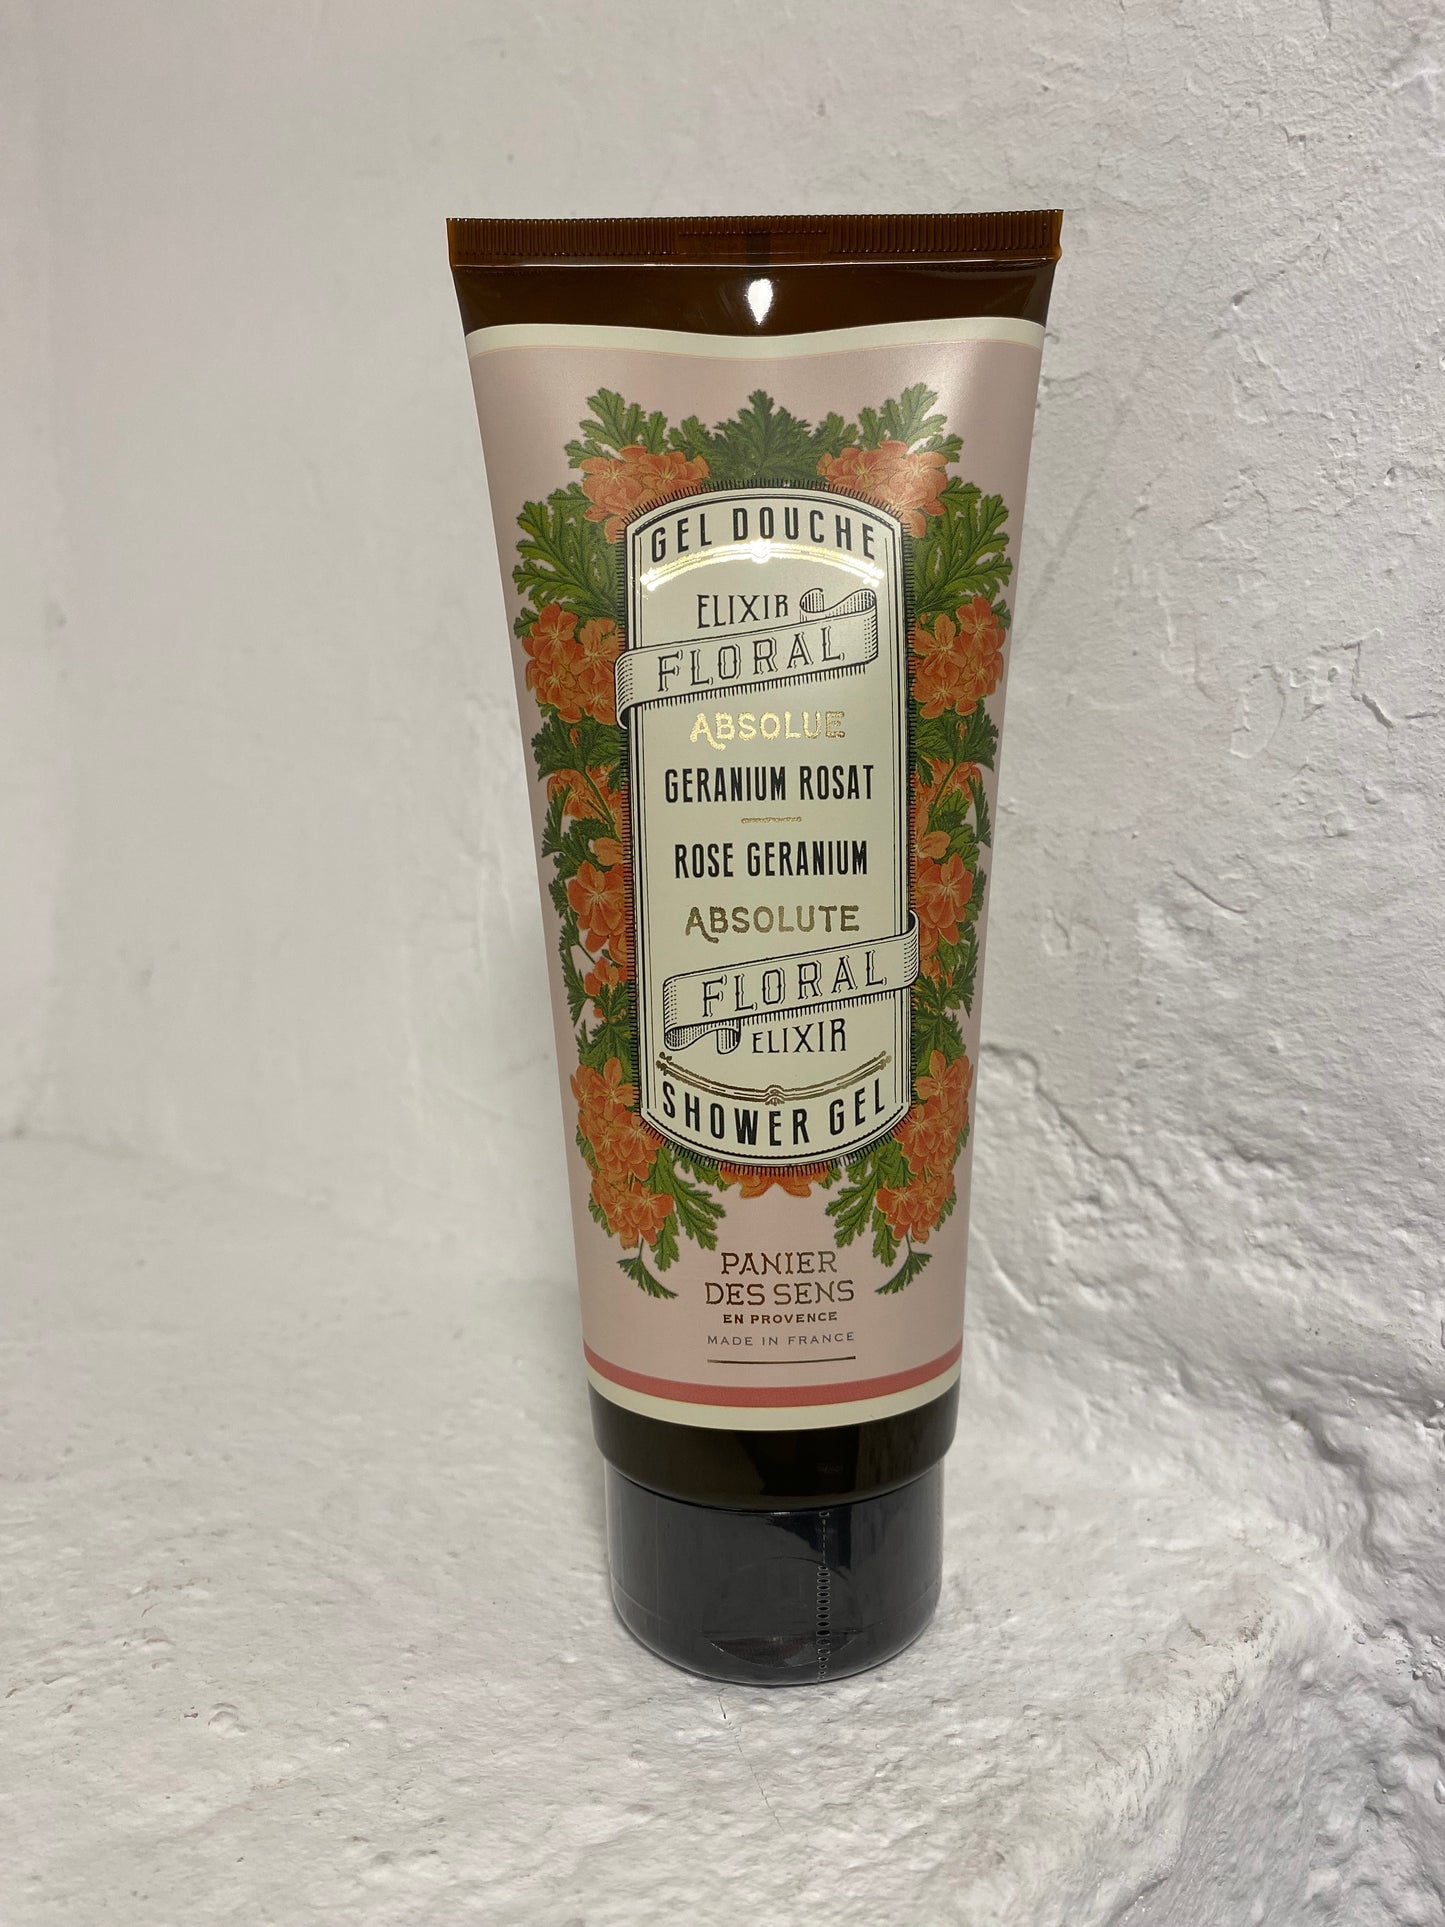 GEL DOUCHE
ELIXIR
FLORAL
ABSOLUE
GERANIUM ROSAT
ROSE GERANIUM
ABSOLUTE
FLORAL
ELIXIR
SHOWER GEL
PANIER
DES SENS
EN PROVENCE
MADE IN FRANCE